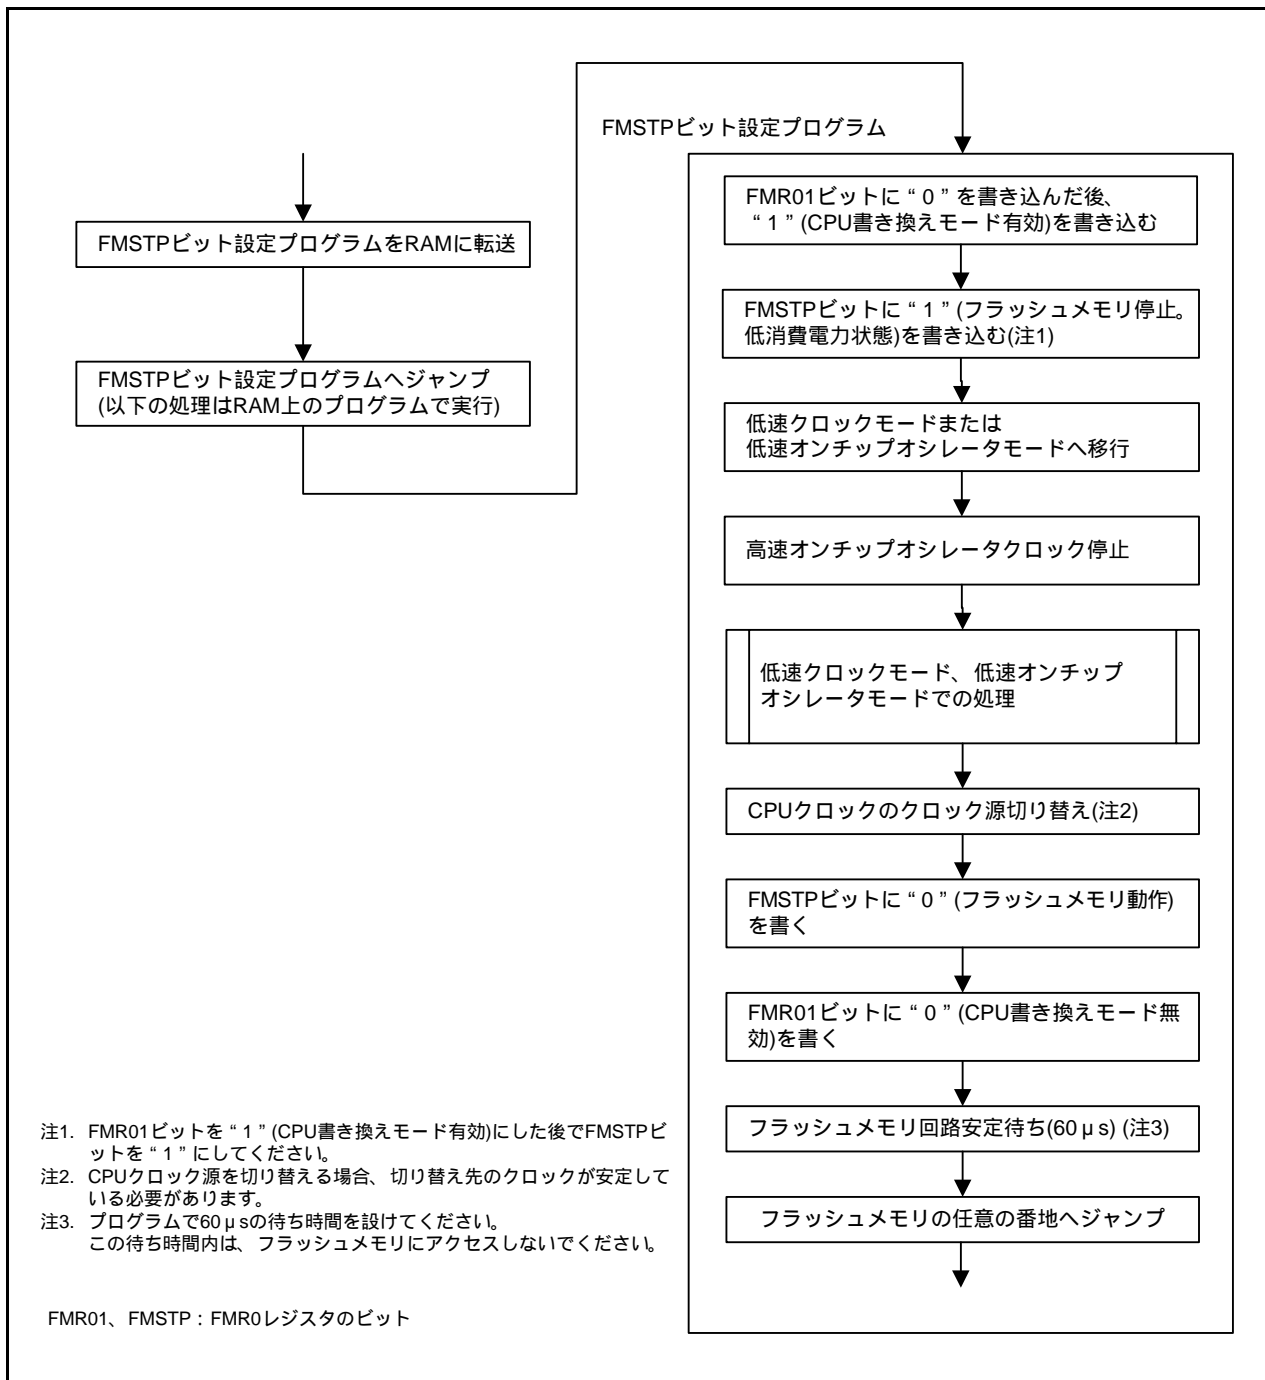 FMSTPビット設定プログラムをRAMに転送
FMSTPビット設定プログラムへジャンプ
(以下の処理はRAM上のプログラムで実行)
FMSTPビット設定プログラム
FMR01ビットに“0”を書き込んだ後、
“1”(CPU書き換えモード有効)を書き込む
FMSTPビットに“1”(フラッシュメモリ停止。
低消費電力状態)を書き込む(注1)
低速クロックモードまたは
低速オンチップオシレータモードへ移行
高速オンチップオシレータクロック停止
低速クロックモード、低速オンチップ
オシレータモードでの処理
CPUクロックのクロック源切り替え(注2)
FMSTPビットに“0”(フラッシュメモリ動作)
を書く
FMR01ビットに“0”(CPU書き換えモード無
効)を書く
フラッシュメモリ回路安定待ち(60μs) (注3)
フラッシュメモリの任意の番地へジャンプ
注1. FMR01ビットを“1”(CPU書き換えモード有効)にした後でFMSTPビ
ットを“1”にしてください。
注2. CPUクロック源を切り替える場合、切り替え先のクロックが安定して
いる必要があります。
注3. プログラムで60μsの待ち時間を設けてください。
この待ち時間内は、フラッシュメモリにアクセスしないでください。
FMR01、FMSTP：FMR0レジスタのビット